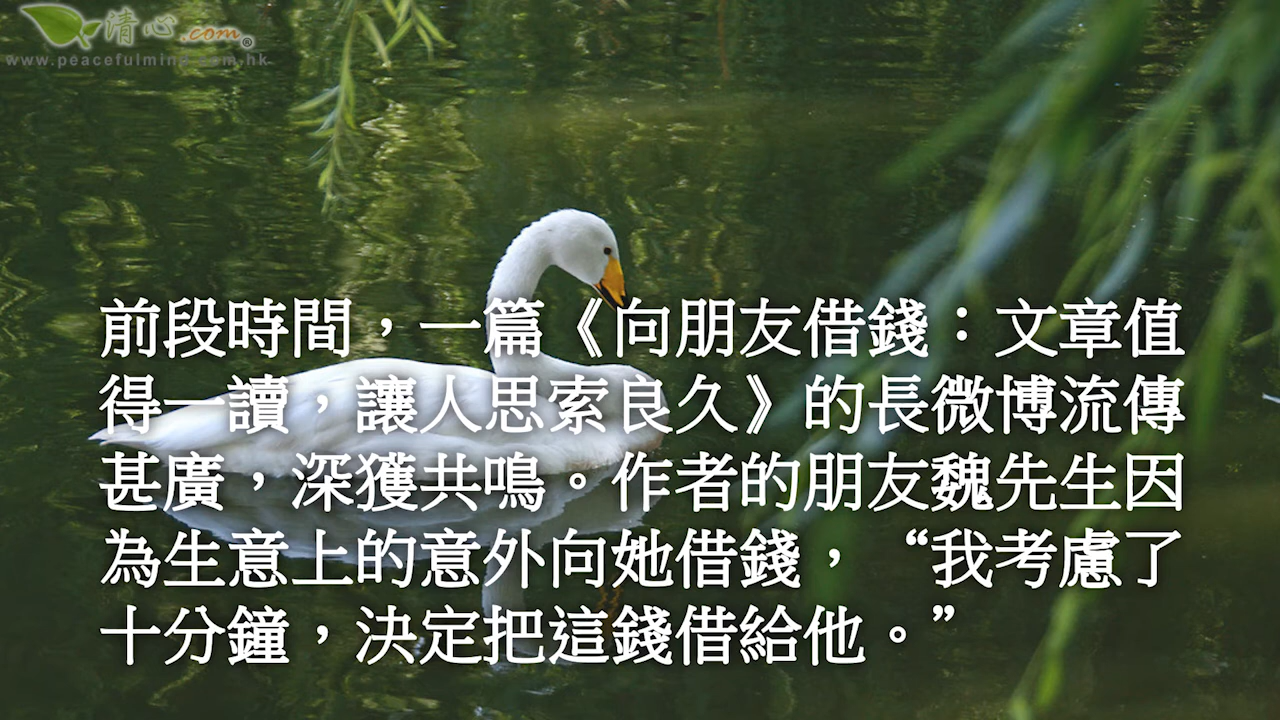 清心.com®
www.peacefulmind.com.hk
前段時間，一篇《向朋友借錢：文章值
得一讀，讓人思索良久》的長微博流傳
甚廣，深獲共鳴。作者的朋友魏先生因
為生意上的意外向她借錢，“我考慮了
十分鐘，決定把這錢借給他。”